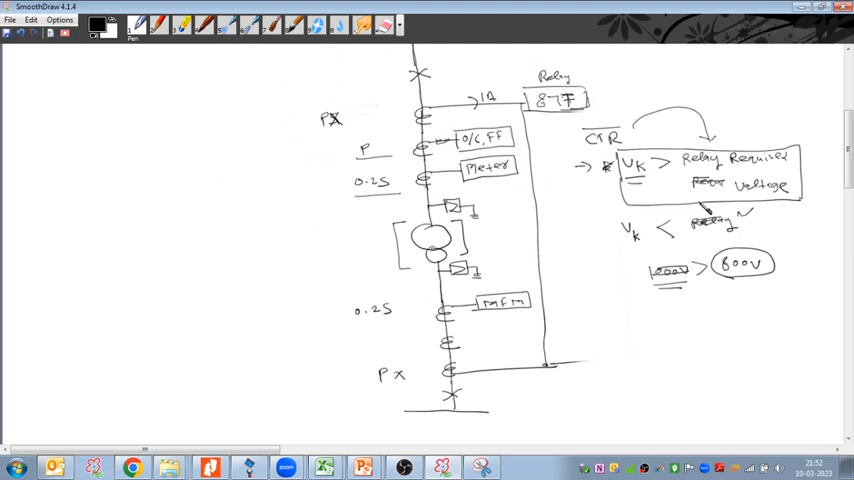 SmoothDraw 4.1.4
File Edit Options
Pen
Relay
1A
87T
PX
O/C, EF
P
Meter
0.2S
CTR
→ VK > Relay Required
Voltage
VK <
1000V > 800V
0.2S
MFM
PX
21:52
10-03-2023